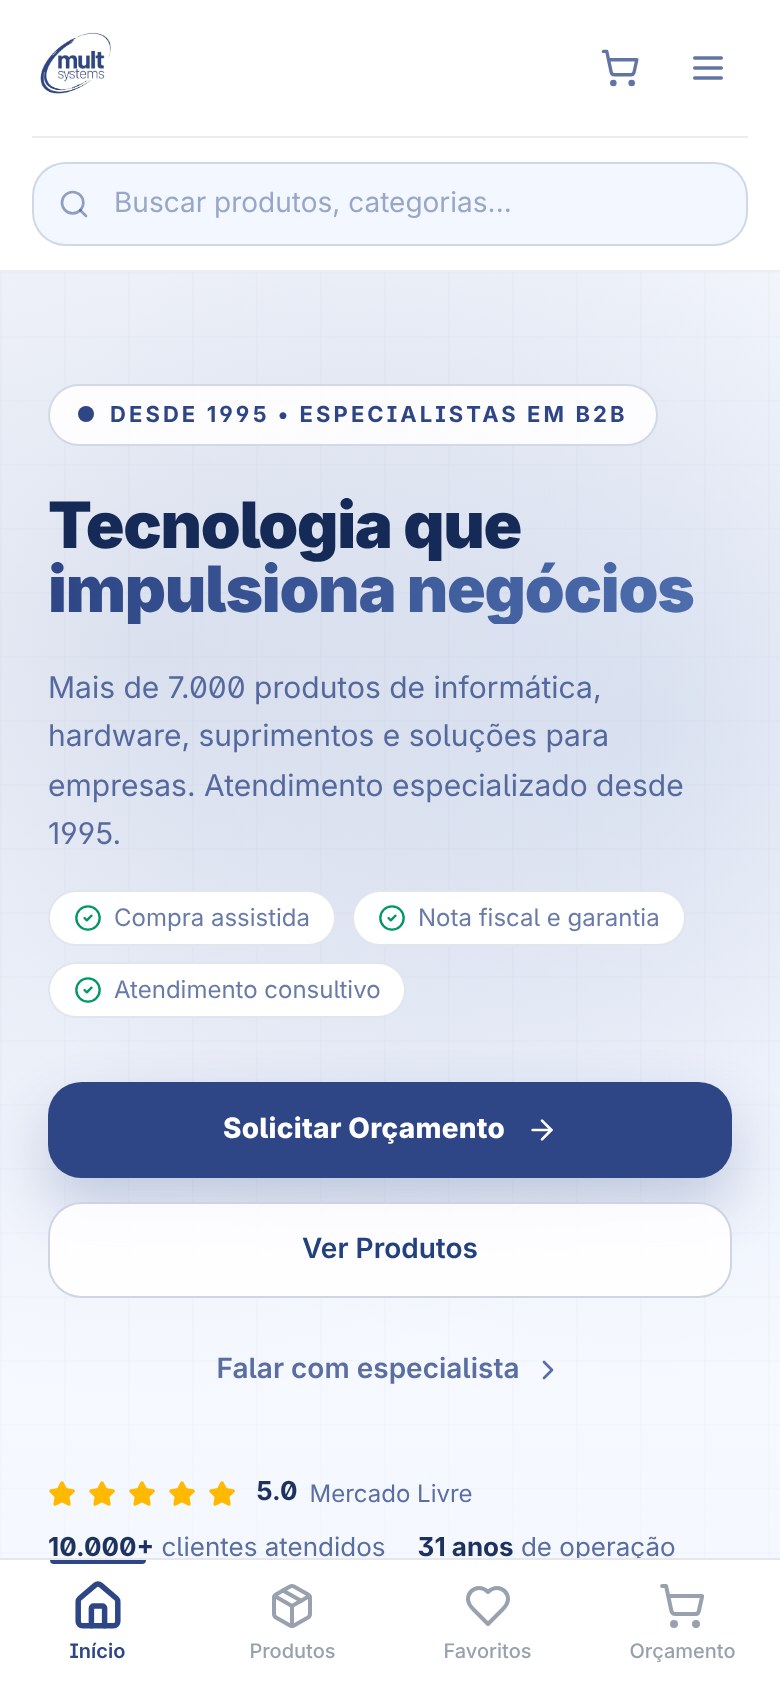 mult
systems
Buscar produtos, categorias...
DESDE 1995 • ESPECIALISTAS EM B2B
Tecnologia que
impulsiona negócios
Mais de 7.000 produtos de informática,
hardware, suprimentos e soluções para
empresas. Atendimento especializado desde
1995.
Compra assistida
Nota fiscal e garantia
Atendimento consultivo
Solicitar Orçamento
Ver Produtos
Falar com especialista
5.0 Mercado Livre
10.000+ clientes atendidos 31 anos de operação
Início Produtos Favoritos Orçamento